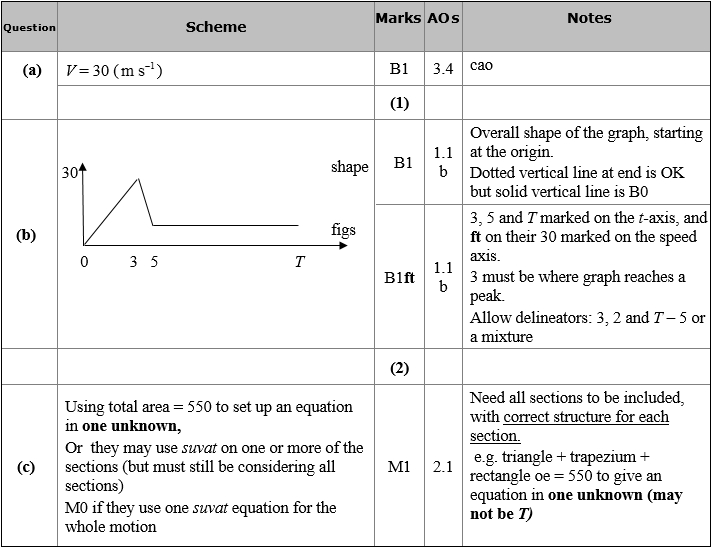 Question Scheme Marks AOs Notes
(a) V = 30 (m s⁻¹) B1 3.4 cao
(1)
(b)
30
shape
figs
0 3 5 T
B1 1.1
b
Overall shape of the graph, starting
at the origin.
Dotted vertical line at end is OK
but solid vertical line is B0
B1ft 1.1
b
3, 5 and T marked on the t-axis, and
ft on their 30 marked on the speed
axis.
3 must be where graph reaches a
peak.
Allow delineators: 3, 2 and T – 5 or
a mixture
(2)
(c)
Using total area = 550 to set up an equation
in one unknown,
Or they may use suvat on one or more of the
sections (but must still be considering all
sections)
M0 if they use one suvat equation for the
whole motion
M1 2.1
Need all sections to be included,
with correct structure for each
section.
e.g. triangle + trapezium +
rectangle oe = 550 to give an
equation in one unknown (may
not be T)